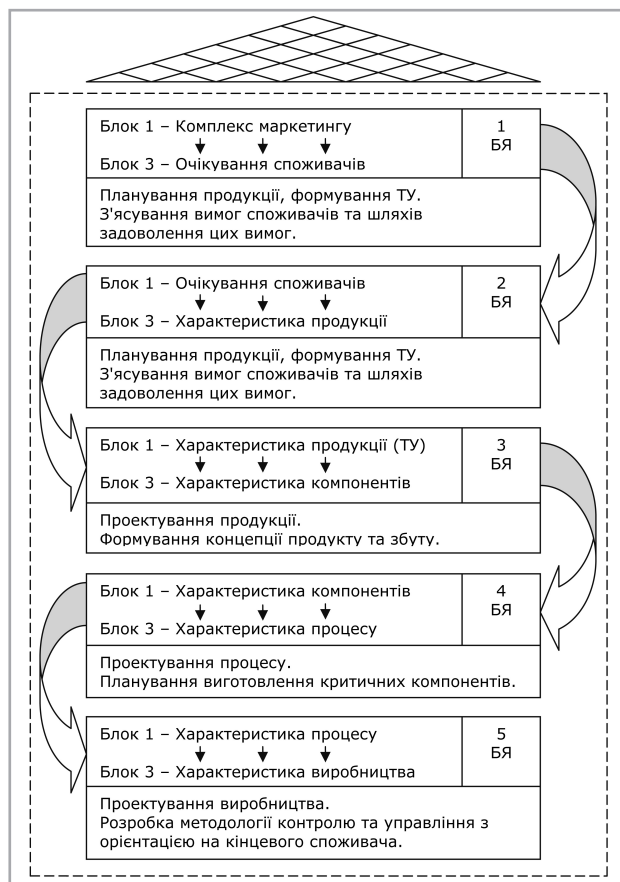 Блок 1 – Комплекс маркетингу
Блок 3 – Очікування споживачів
1
БЯ
Планування продукції, формування ТУ.
З'ясування вимог споживачів та шляхів
задоволення цих вимог.
Блок 1 – Очікування споживачів
Блок 3 – Характеристика продукції
2
БЯ
Планування продукції, формування ТУ.
З'ясування вимог споживачів та шляхів
задоволення цих вимог.
Блок 1 – Характеристика продукції (ТУ)
Блок 3 – Характеристика компонентів
3
БЯ
Проектування продукції.
Формування концепції продукту та збуту.
Блок 1 – Характеристика компонентів
Блок 3 – Характеристика процесу
4
БЯ
Проектування процесу.
Планування виготовлення критичних компонентів.
Блок 1 – Характеристика процесу
Блок 3 – Характеристика виробництва
5
БЯ
Проектування виробництва.
Розробка методології контролю та управління з
орієнтацією на кінцевого споживача.